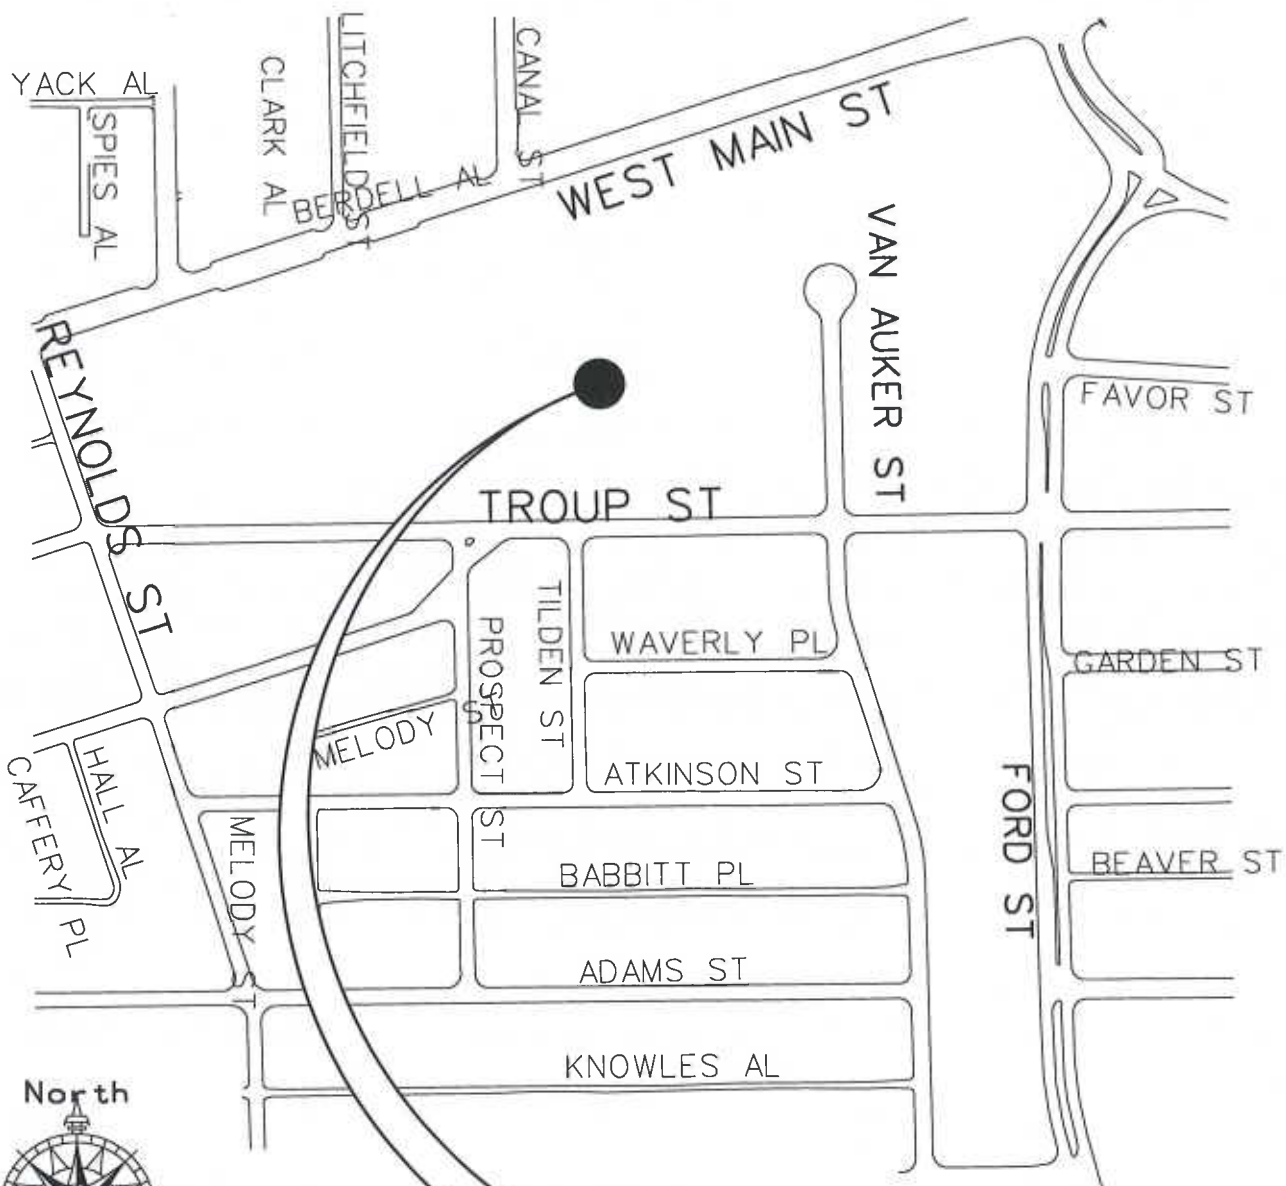 YACK AL
SPIES AL
CLARK AL
LITCHFIELD ST
CANAL ST
BERDELL AL
WEST MAIN ST
VAN AUKER ST
REYNOLDS ST
FAVOR ST
TROUP ST
TILDEN ST
PROSPECT ST
WAVERLY PL
GARDEN ST
MELODY S
ATKINSON ST
HALL AL
CAFFERY PL
MELODY ST
FORD ST
BABBITT PL
BEAVER ST
ADAMS ST
KNOWLES AL
North